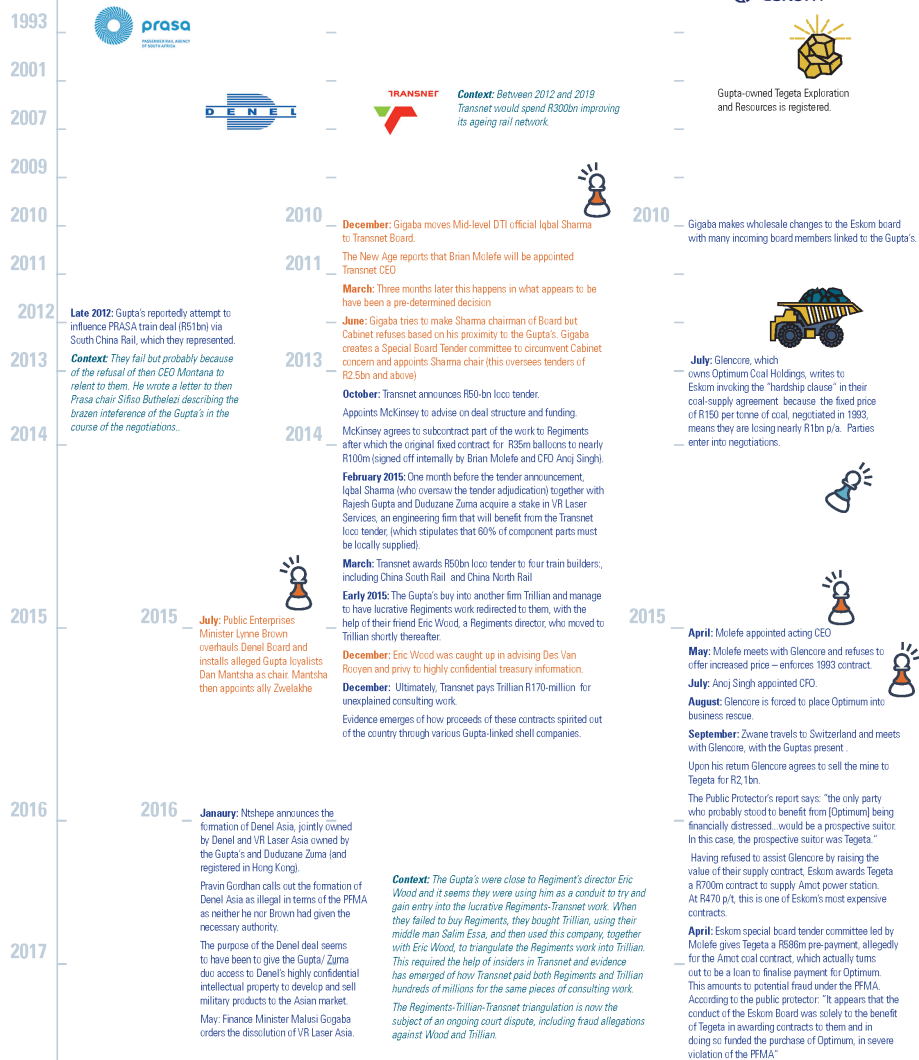 1993
2001
2007
2009
2010
2011
2012
2013
2014
2015
2016
2017
prasa
PASSENGER RAIL AGENCY
OF SOUTH AFRICA
Late 2012: Gupta's reportedly attempt to
influence PRASA train deal (R51bn) via
South China Rail, which they represented.
Context: They fail but probably because
of the refusal of then CEO Montana to
relent to them. He wrote a letter to then
Prasa chair Sifiso Buthelezi describing the
brazen inteference of the Gupta's in the
course of the negotiations..
DENEL
2015
July: Public Enterprises
Minister Lynne Brown
overhauls Denel Board and
installs alleged Gupta loyalists
Dan Mantsha as chair. Mantsha
then appoints ally Zwelakhe
2016
Janaury: Ntshepe announces the
formation of Denel Asia, jointly owned
by Denel and VR Laser Asia owned by
the Gupta's and Duduzane Zuma (and
registered in Hong Kong).
Pravin Gordhan calls out the formation of
Denel Asia as illegal in terms of the PFMA
as neither he nor Brown had given the
necessary authority.
The purpose of the Denel deal seems
to have been to give the Gupta/ Zuma
duo access to Denel's highly confidential
intellectual property to develop and sell
military products to the Asian market.
May: Finance Minister Malusi Gogaba
orders the dissolution of VR Laser Asia.
TRANSNET
Context: Between 2012 and 2019
Transnet would spend R300bn improving
its ageing rail network.
2010
December: Gigaba moves Mid-level DTI official Iqbal Sharma
to Transnet Board.
The New Age reports that Brian Molefe will be appointed
Transnet CEO
2011
March: Three months later this happens in what appears to be
have been a pre-determined decision
June: Gigaba tries to make Sharma chairman of Board but
Cabinet refuses based on his proximity to the Gupta's. Gigaba
creates a Special Board Tender committee to circumvent Cabinet
concern and appoints Sharma chair (this oversees tenders of
R2.5bn and above)
2013
October: Transnet announces R50-bn loco tender.
Appoints McKinsey to advise on deal structure and funding.
2014
McKinsey agrees to subcontract part of the work to Regiments
after which the original fixed contract for R35m balloons to nearly
R100m (signed off internally by Brian Molefe and CFO Anoj Singh).
February 2015: One month before the tender announcement,
Iqbal Sharma (who oversaw the tender adjudication) together with
Rajesh Gupta and Duduzane Zuma acquire a stake in VR Laser
Services, an engineering firm that will benefit from the Transnet
loco tender, (which stipulates that 60% of component parts must
be locally supplied).
March: Transnet awards R50bn loco tender to four train builders:,
including China South Rail and China North Rail
Early 2015: The Gupta's buy into another firm Trillian and manage
to have lucrative Regiments work redirected to them, with the
help of their friend Eric Wood, a Regiments director, who moved to
Trillian shortly thereafter.
December: Eric Wood was caught up in advising Des Van
Rooyen and privy to highly confidential treasury information.
December: Ultimately, Transnet pays Trillian R170-million for
unexplained consulting work.
Evidence emerges of how proceeds of these contracts spirited out
of the country through various Gupta-linked shell companies.
Context: The Gupta's were close to Regiment's director Eric
Wood and it seems they were using him as a conduit to try and
gain entry into the lucrative Regiments-Transnet work. When
they failed to buy Regiments, they bought Trillian, using their
middle man Salim Essa, and then used this company, together
with Eric Wood, to triangulate the Regiments work into Trillian.
This required the help of insiders in Transnet and evidence
has emerged of how Transnet paid both Regiments and Trillian
hundreds of millions for the same pieces of consulting work.
The Regiments-Trillian-Transnet triangulation is now the
subject of an ongoing court dispute, including fraud allegations
against Wood and Trillian.
Gupta-owned Tegeta Exploration
and Resources is registered.
2010
Gigaba makes wholesale changes to the Eskom board
with many incoming board members linked to the Gupta's.
July: Glencore, which
owns Optimum Coal Holdings, writes to
Eskom invoking the "hardship clause" in their
coal-supply agreement because the fixed price
of R150 per tonne of coal, negotiated in 1993,
means they are losing nearly R1bn p/a. Parties
enter into negotiations.
2015
April: Molefe appointed acting CEO
May: Molefe meets with Glencore and refuses to
offer increased price – enforces 1993 contract.
July: Anoj Singh appointed CFO.
August: Glencore is forced to place Optimum into
business rescue.
September: Zwane travels to Switzerland and meets
with Glencore, with the Guptas present .
Upon his return Glencore agrees to sell the mine to
Tegeta for R2,1bn.
The Public Protector's report says: "the only party
who probably stood to benefit from [Optimum] being
financially distressed...would be a prospective suitor.
In this case, the prospective suitor was Tegeta."
Having refused to assist Glencore by raising the
value of their supply contract, Eskom awards Tegeta
a R700m contract to supply Arnot power station.
At R470 p/t, this is one of Eskom's most expensive
contracts.
April: Eskom special board tender committee led by
Molefe gives Tegeta a R586m pre-payment, allegedly
for the Arnot coal contract, which actually turns
out to be a loan to finalise payment for Optimum.
This amounts to potential fraud under the PFMA.
According to the public protector: "It appears that the
conduct of the Eskom Board was solely to the benefit
of Tegeta in awarding contracts to them and in
doing so funded the purchase of Optimum, in severe
violation of the PFMA"